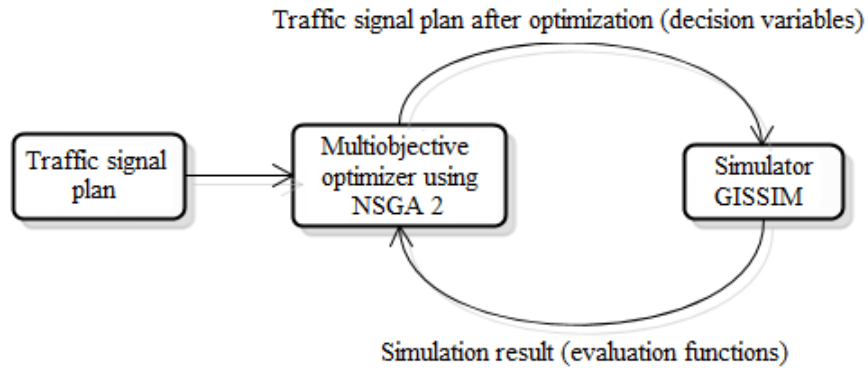 Traffic signal plan after optimization (decision variables)
Traffic signal
plan
Multiobjective
optimizer using
NSGA 2
Simulator
GISSIM
Simulation result (evaluation functions)